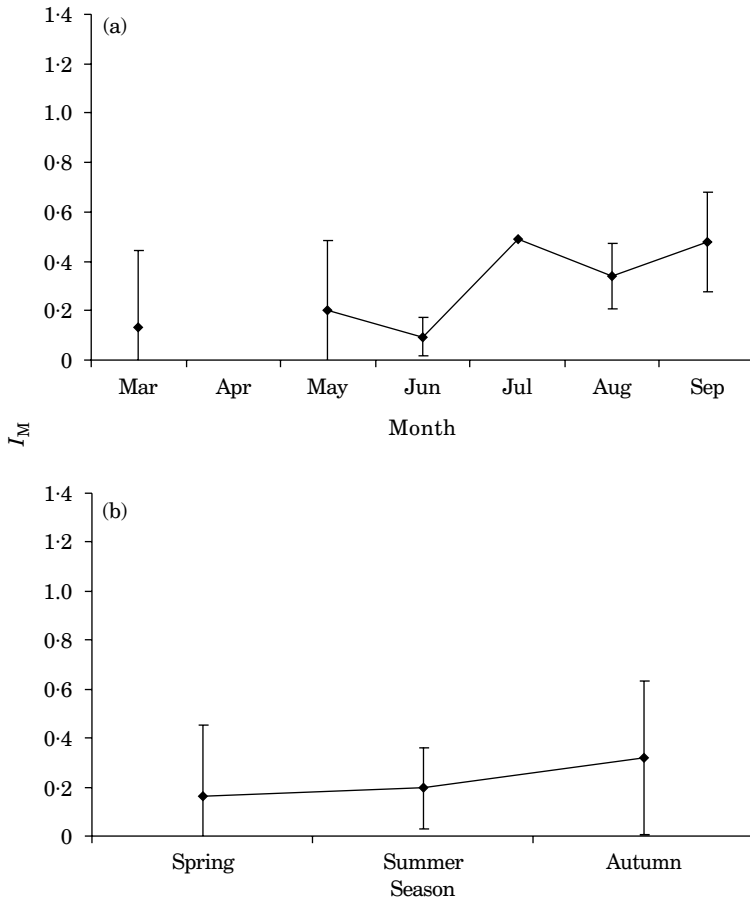 (a)
1·4
1·2
1·0
0·8
0·6
0·4
0·2
0
Mar Apr May Jun Jul Aug Sep
Month
I_M
(b)
1·4
1·2
1·0
0·8
0·6
0·4
0·2
0
Spring Summer Autumn
Season